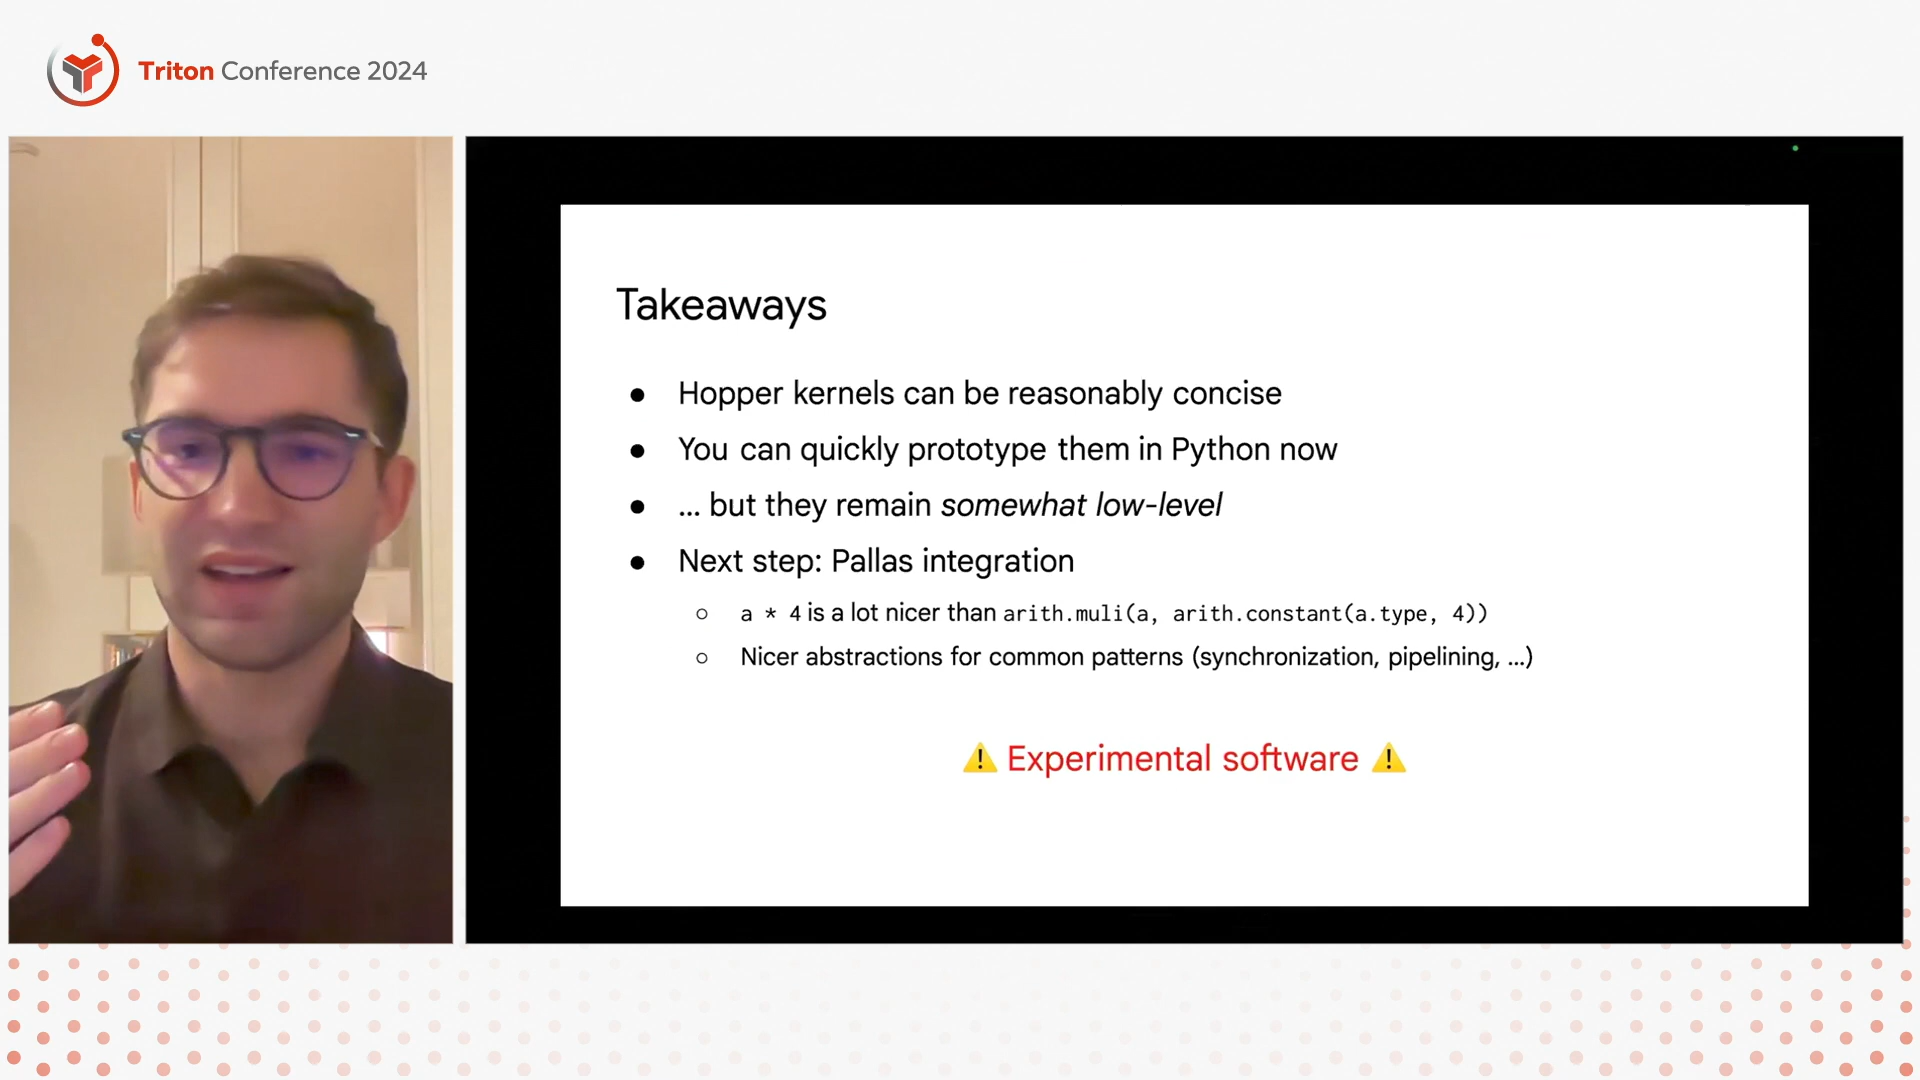 Triton Conference 2024
Takeaways
● Hopper kernels can be reasonably concise
● You can quickly prototype them in Python now
● ... but they remain somewhat low-level
● Next step: Pallas integration
○ a * 4 is a lot nicer than arith.muli(a, arith.constant(a.type, 4))
○ Nicer abstractions for common patterns (synchronization, pipelining, ...)
⚠️ Experimental software ⚠️